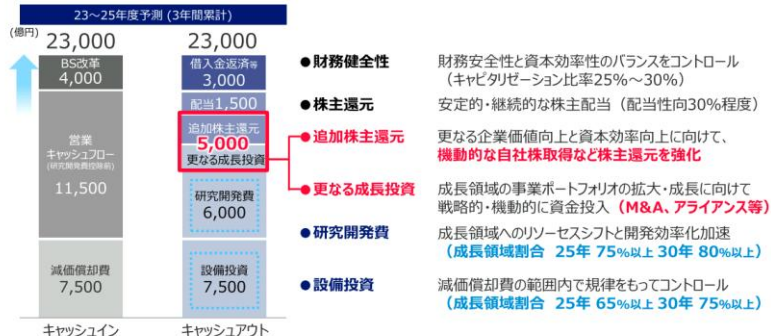 23～25年度予測 (3年間累計)
(億円)
23,000
23,000
BS改革
4,000
営業
キャッシュフロー
(研究開発費控除前)
11,500
減価償却費
7,500
キャッシュイン
借入金返済等
3,000
配当1,500
追加株主還元
5,000
更なる成長投資
研究開発費
6,000
設備投資
7,500
キャッシュアウト
●財務健全性
財務安全性と資本効率性のバランスをコントロール
（キャピタリゼーション比率25%～30%）
●株主還元
安定的・継続的な株主配当（配当性向30%程度）
●追加株主還元
更なる企業価値向上と資本効率向上に向けて、
機動的な自社株取得など株主還元を強化
●更なる成長投資
成長領域の事業ポートフォリオの拡大・成長に向けて
戦略的・機動的に資金投入（M&A、アライアンス等）
●研究開発費
成長領域へのリソーセスシフトと開発効率化加速
（成長領域割合 25年 75%以上 30年 80%以上）
●設備投資
減価償却費の範囲内で規律をもってコントロール
（成長領域割合 25年 65%以上 30年 75%以上）